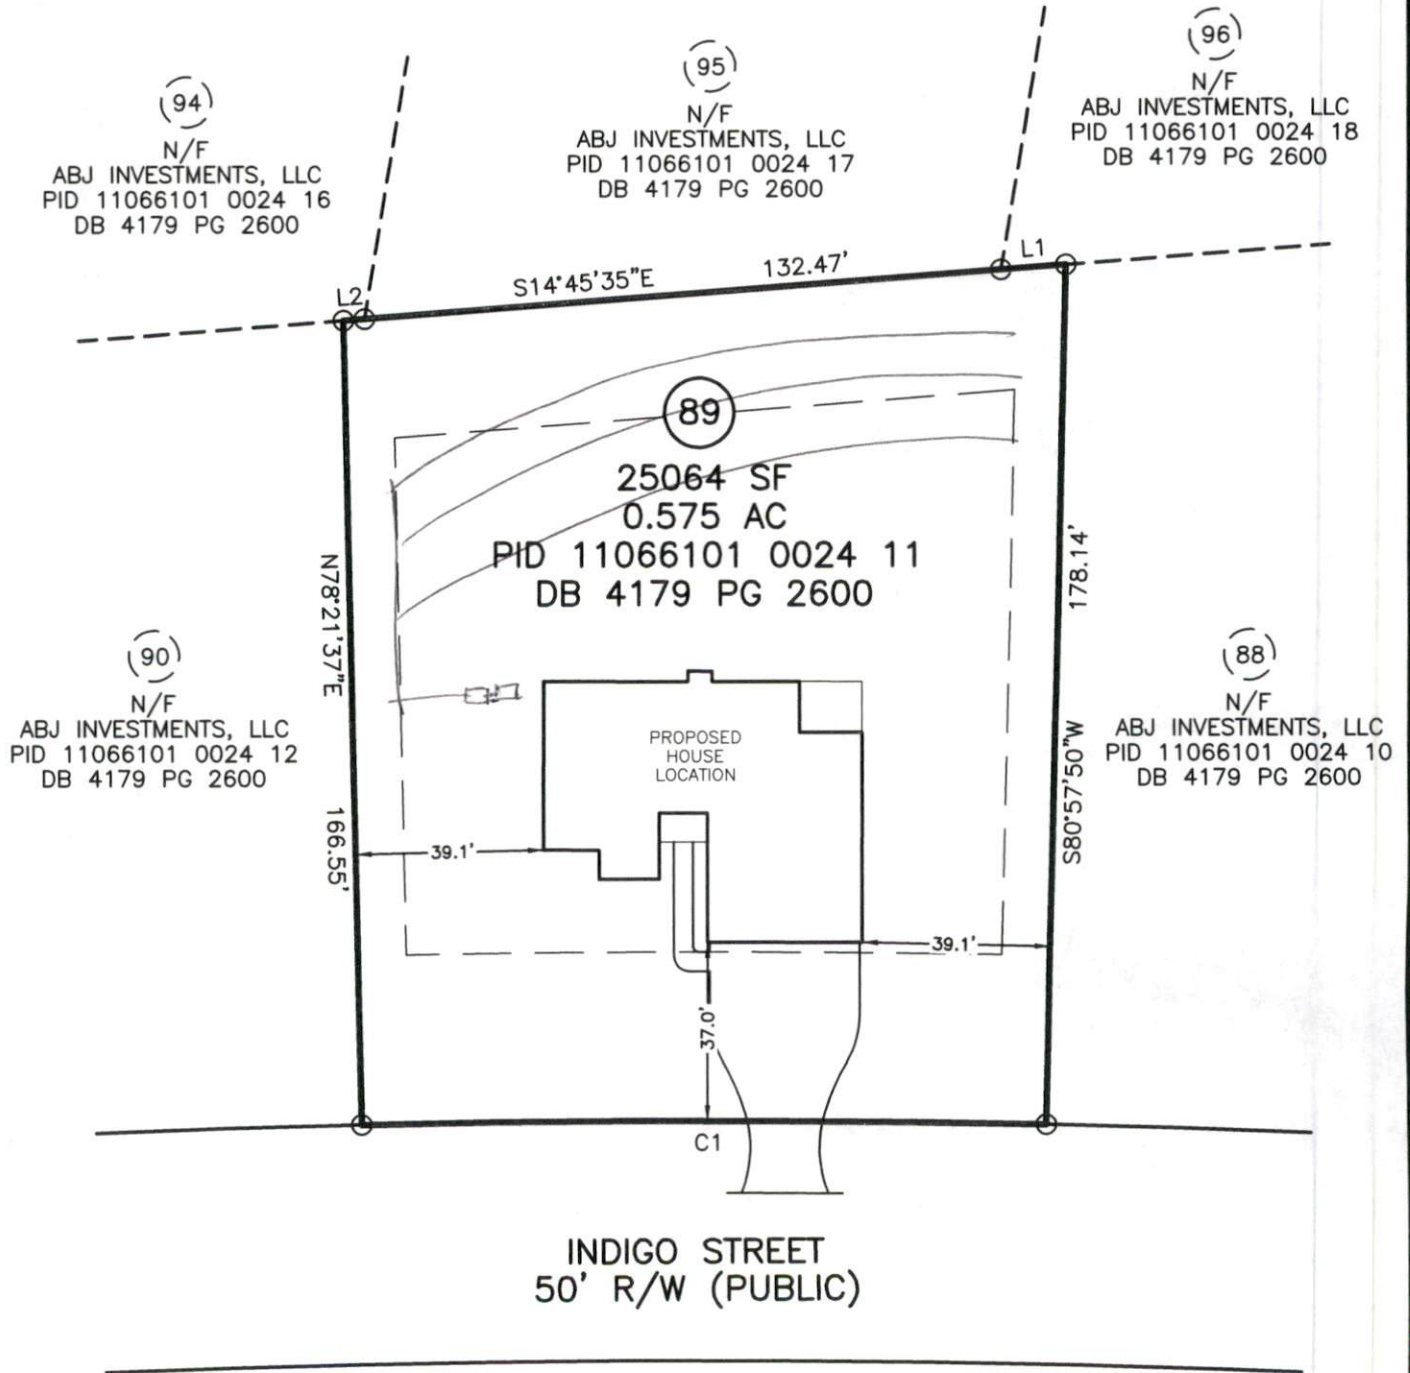 94
N/F
ABJ INVESTMENTS, LLC
PID 11066101 0024 16
DB 4179 PG 2600
95
N/F
ABJ INVESTMENTS, LLC
PID 11066101 0024 17
DB 4179 PG 2600
96
N/F
ABJ INVESTMENTS, LLC
PID 11066101 0024 18
DB 4179 PG 2600
L2
S14°45'35"E
132.47'
L1
89
25064 SF
0.575 AC
PID 11066101 0024 11
DB 4179 PG 2600
N78°21'37"E
166.55'
178.14'
S80°57'50"W
90
N/F
ABJ INVESTMENTS, LLC
PID 11066101 0024 12
DB 4179 PG 2600
88
N/F
ABJ INVESTMENTS, LLC
PID 11066101 0024 10
DB 4179 PG 2600
PROPOSED
HOUSE
LOCATION
39.1'
39.1'
37.0'
C1
INDIGO STREET
50' R/W (PUBLIC)